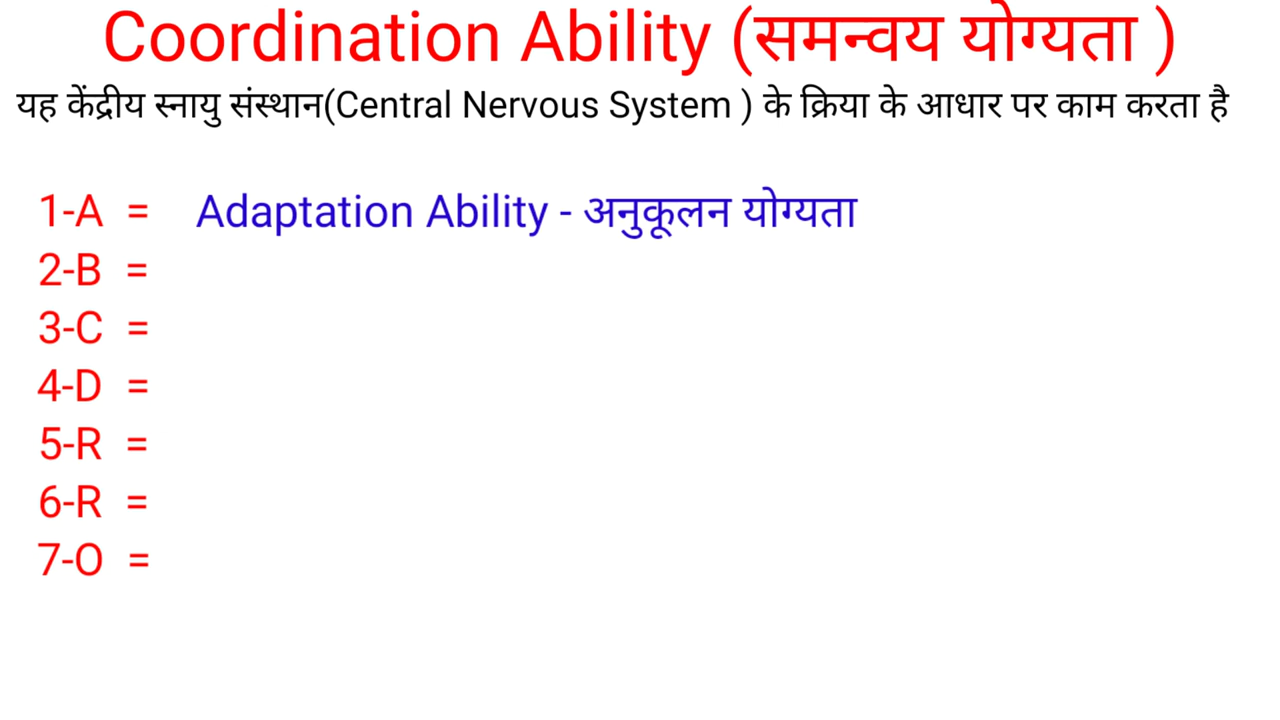 Coordination Ability (समन्वय योग्यता )
यह केंद्रीय स्नायु संस्थान(Central Nervous System ) के क्रिया के आधार पर काम करता है
1-A = Adaptation Ability - अनुकूलन योग्यता
2-B =
3-C =
4-D =
5-R =
6-R =
7-O =